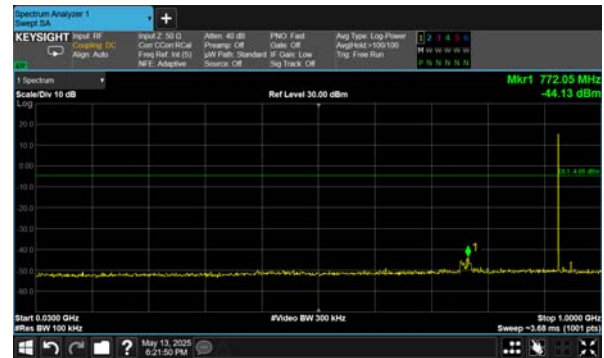 Spectrum Analyzer 1
Swept SA
+
KEYSIGHT
Input: RF
Coupling: DC
Align: Auto
Input Z: 50 Ω
Corr CCorr RCal
Freq Ref: Int (S)
NFE: Adaptive
Atten: 40 dB
Preamp: Off
µW Path: Standard
Source: Off
PNO: Fast
Gate: Off
IF Gain: Low
Sig Track: Off
Avg Type: Log-Power
Avg|Hold:>100/100
Trig: Free Run
1 2 3 4 5 6
M W W W W W
P N N N N N
1 Spectrum
Scale/Div 10 dB
Ref Level 30.00 dBm
Mkr1 772.05 MHz
-44.13 dBm
Log
20.0
10.0
0.00
-10.0
-20.0
-30.0
-40.0
-50.0
-60.0
1
Start 0.0300 GHz
#Res BW 100 kHz
#Video BW 300 kHz
Stop 1.0000 GHz
Sweep ~3.68 ms (1001 pts)
?
May 13, 2025
6:21:50 PM